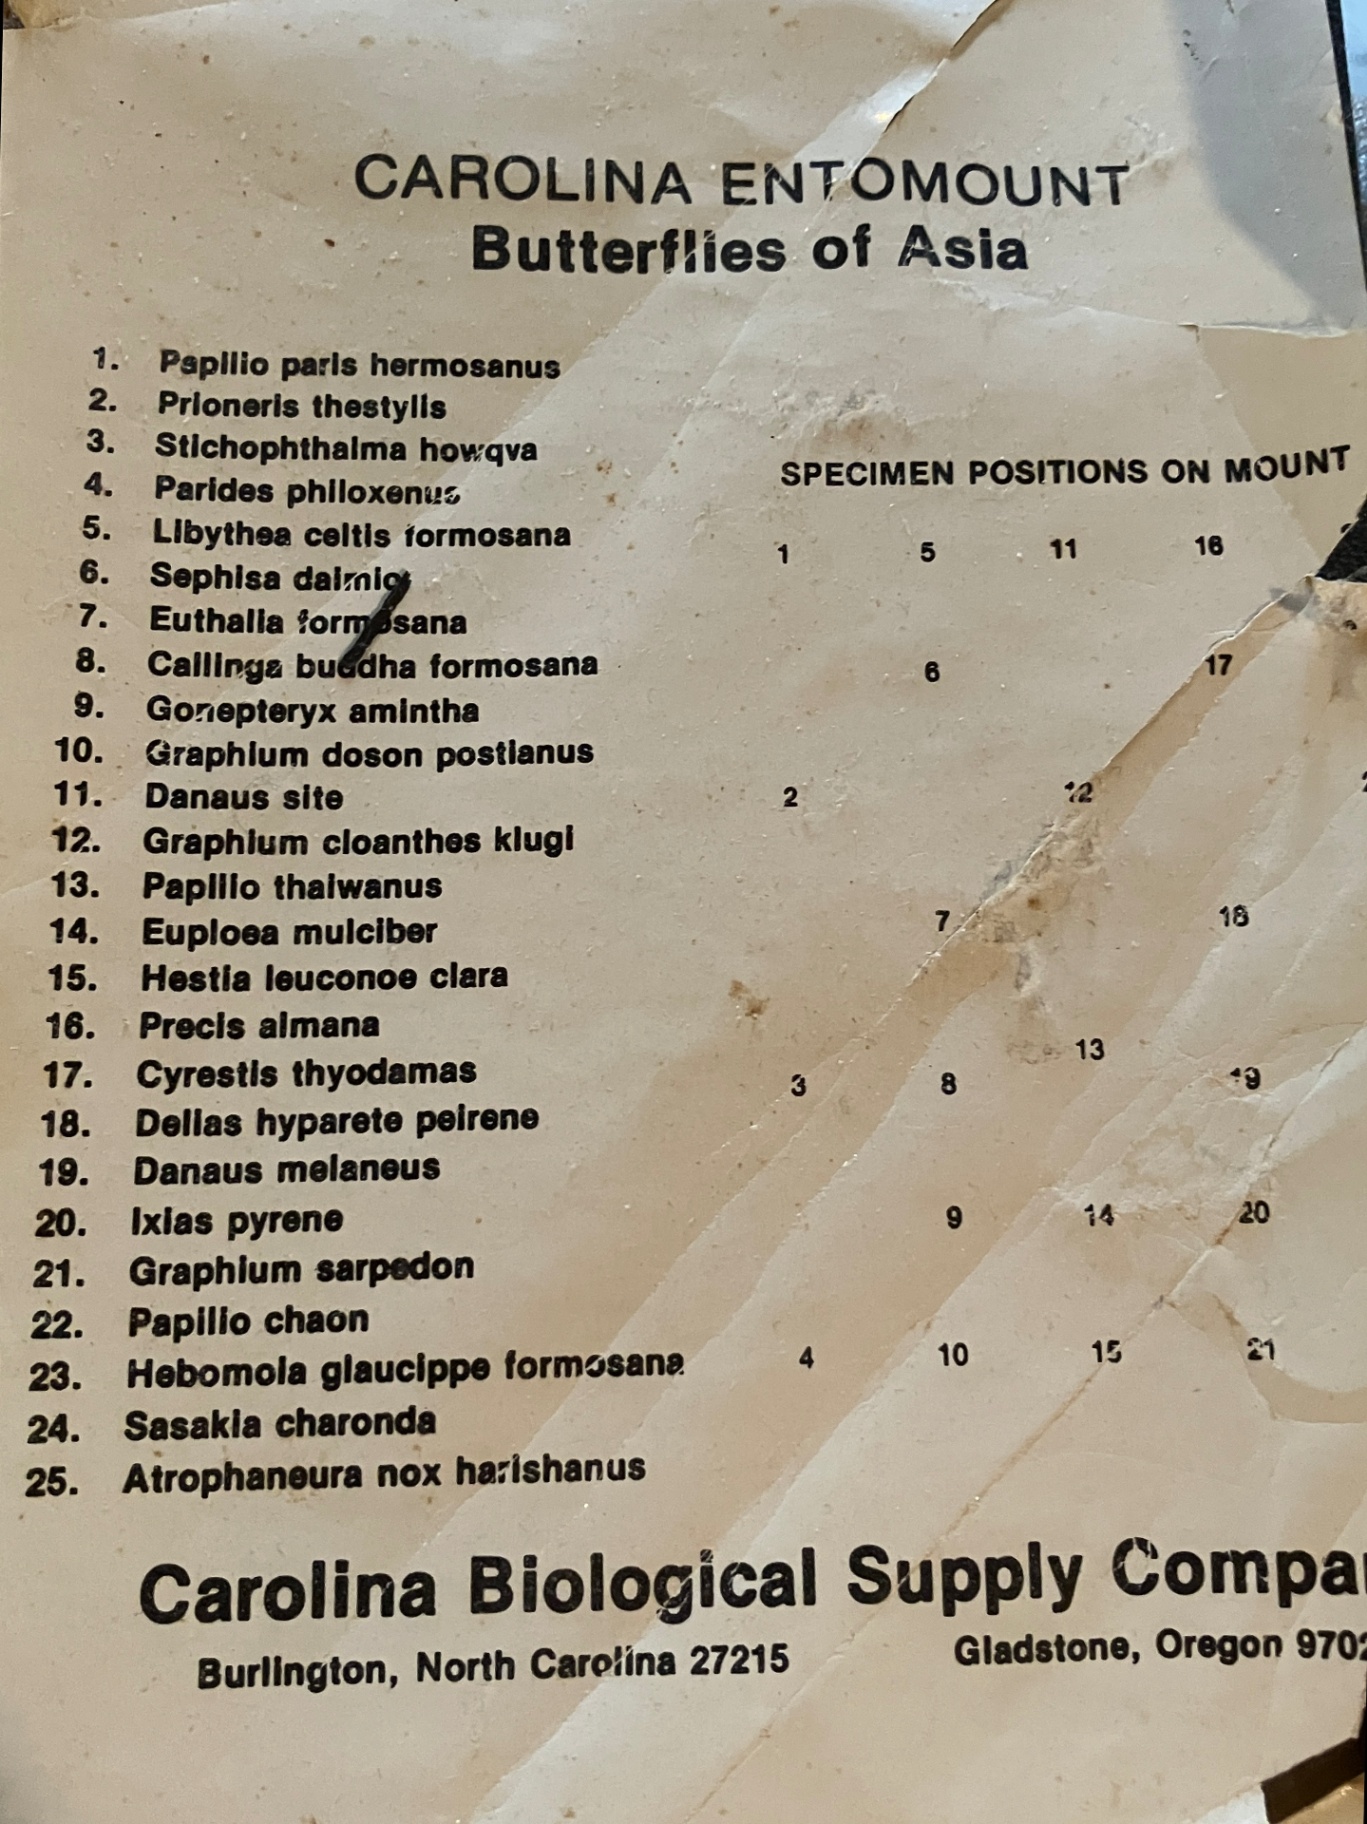 CAROLINA ENTOMOUNT
Butterflies of Asia
1. Papilio paris hermosanus
2. Prioneris thestylis
3. Stichophthalma howqva
4. Parides philoxenus
5. Libythea celtis formosana
6. Sephisa daimio
7. Euthalia formosana
8. Callinga buddha formosana
9. Gonepteryx amintha
10. Graphium doson postianus
11. Danaus site
12. Graphium cloanthes klugi
13. Papilio thaiwanus
14. Euploea mulciber
15. Hestia leuconoe clara
16. Precis almana
17. Cyrestis thyodamas
18. Delias hyparete peirene
19. Danaus melaneus
20. Ixias pyrene
21. Graphium sarpedon
22. Papilio chaon
23. Hebomoia glaucippe formosana
24. Sasakia charonda
25. Atrophaneura nox harishanus
SPECIMEN POSITIONS ON MOUNT
1 5 11 16
6 17
2 12
7 18
13
3 8 19
9 14 20
4 10 15 21
Carolina Biological Supply Compa
Burlington, North Carolina 27215 Gladstone, Oregon 9702